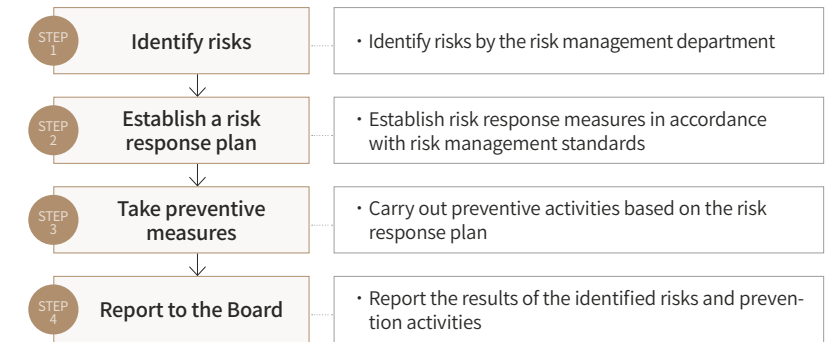 STEP
1
Identify risks
· Identify risks by the risk management department
STEP
2
Establish a risk
response plan
· Establish risk response measures in accordance
with risk management standards
STEP
3
Take preventive
measures
· Carry out preventive activities based on the risk
response plan
STEP
4
Report to the Board
· Report the results of the identified risks and preven-
tion activities